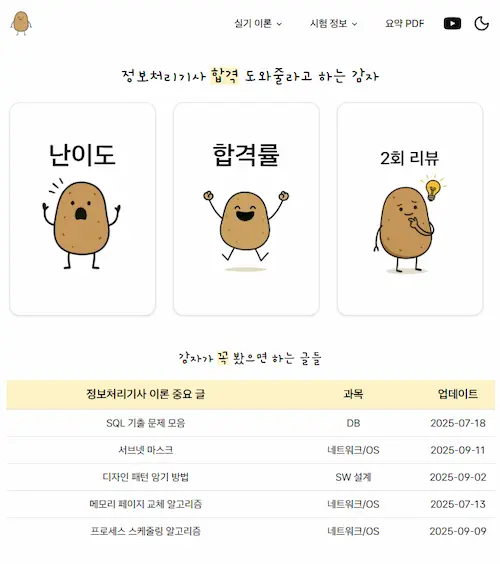 실기 이론 시험 정보 요약 PDF
정보처리기사 합격 도와줄라고 하는 감자
난이도 합격률 2회 리뷰
감자가 꼭 봤으면 하는 글들
정보처리기사 이론 중요 글 과목 업데이트
SQL 기출 문제 모음 DB 2025-07-18
서브넷 마스크 네트워크/OS 2025-09-11
디자인 패턴 암기 방법 SW 설계 2025-09-02
메모리 페이지 교체 알고리즘 네트워크/OS 2025-07-13
프로세스 스케줄링 알고리즘 네트워크/OS 2025-09-09